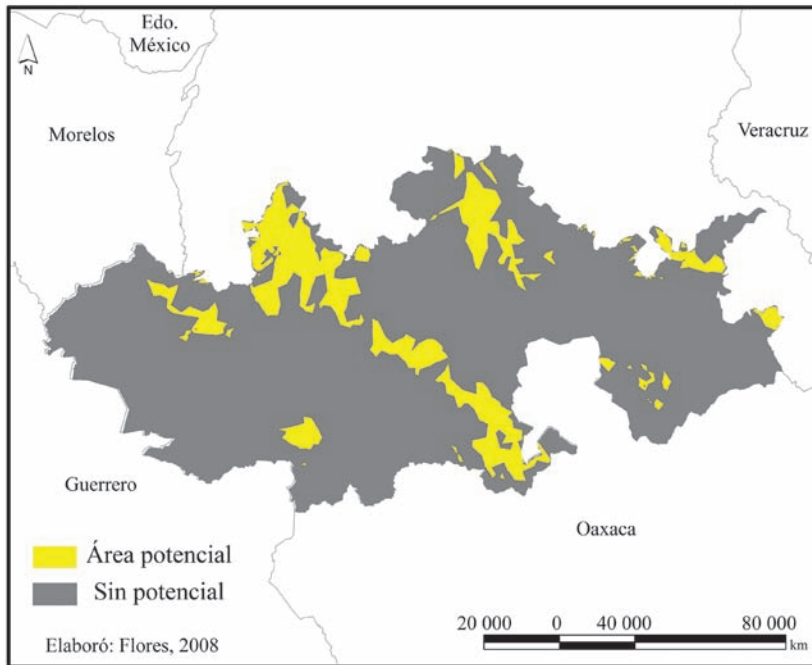 Edo.
México
N
Morelos
Veracruz
Guerrero
Oaxaca
Área potencial
Sin potencial
Elaboró: Flores, 2008
20 000 0 40 000 80 000
km